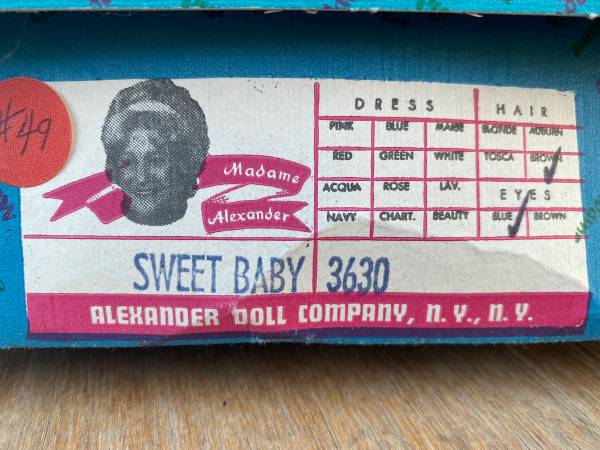 #49
Madame
Alexander
DRESS HAIR
PINK BLUE MAIZE BLONDE AUBURN
RED GREEN WHITE TOSCA BROWN
ACQUA ROSE LAV. EYES
NAVY CHART. BEAUTY BLUE BROWN
SWEET BABY 3630
ALEXANDER DOLL COMPANY, N.Y., N.Y.